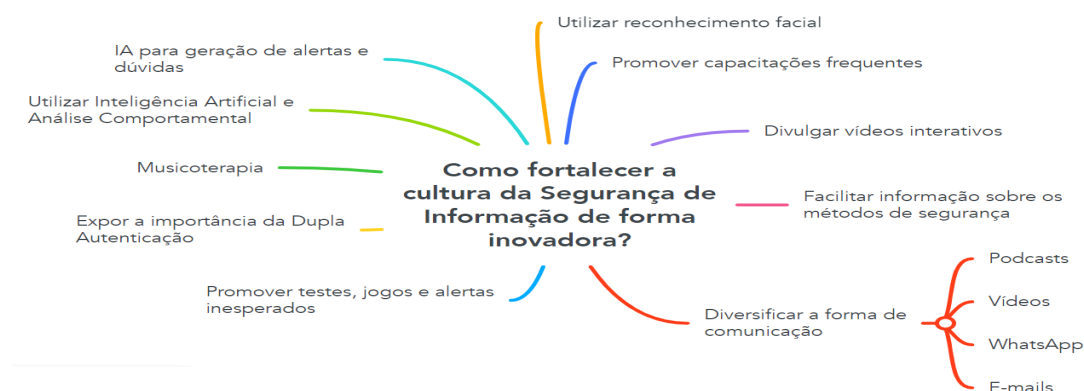 Como fortalecer a
cultura da Segurança de
Informação de forma
inovadora?
Utilizar reconhecimento facial
Promover capacitações frequentes
Divulgar vídeos interativos
Facilitar informação sobre os
métodos de segurança
Diversificar a forma de
comunicação
Podcasts
Vídeos
WhatsApp
E-mails
Promover testes, jogos e alertas
inesperados
Expor a importância da Dupla
Autenticação
Musicoterapia
Utilizar Inteligência Artificial e
Análise Comportamental
IA para geração de alertas e
dúvidas